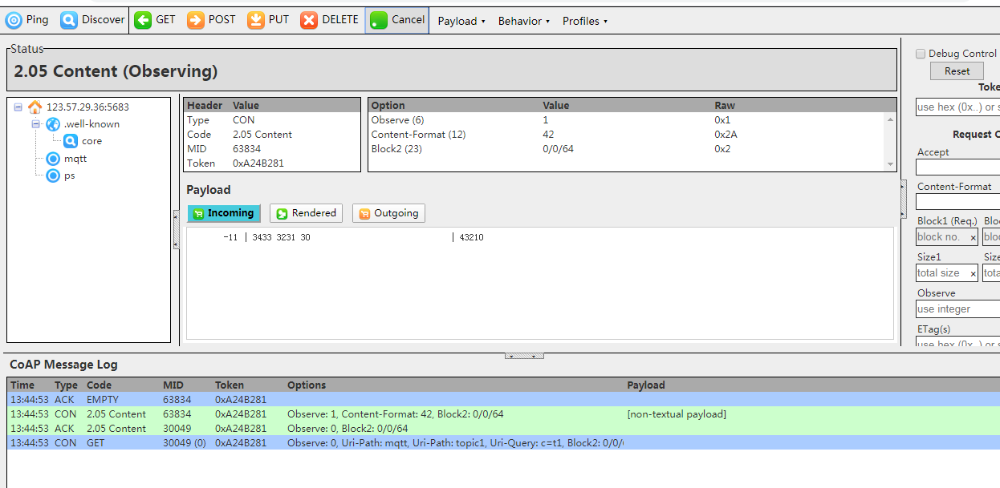 Ping Discover GET POST PUT DELETE Cancel Payload Behavior Profiles
Status
2.05 Content (Observing)
123.57.29.36:5683
.well-known
core
mqtt
ps
Header Value
Type CON
Code 2.05 Content
MID 63834
Token 0xA24B281
Option Value Raw
Observe (6) 1 0x1
Content-Format (12) 42 0x2A
Block2 (23) 0/0/64 0x2
Payload
Incoming Rendered Outgoing
-11 | 3433 3231 30 | 43210
Debug Control
Reset
Toke
use hex (0x..) or s
Request C
Accept
Content-Format
Block1 (Req.) Bloc
block no. × bloc
Size1 Size
total size × tota
Observe
use integer
ETag(s)
use hex (0x..) or s
CoAP Message Log
Time Type Code MID Token Options Payload
13:44:53 ACK EMPTY 63834 0xA24B281
13:44:53 CON 2.05 Content 63834 0xA24B281 Observe: 1, Content-Format: 42, Block2: 0/0/64 [non-textual payload]
13:44:53 ACK 2.05 Content 30049 0xA24B281 Observe: 0, Block2: 0/0/64
13:44:53 CON GET 30049 (0) 0xA24B281 Observe: 0, Uri-Path: mqtt, Uri-Path: topic1, Uri-Query: c=t1, Block2: 0/0/